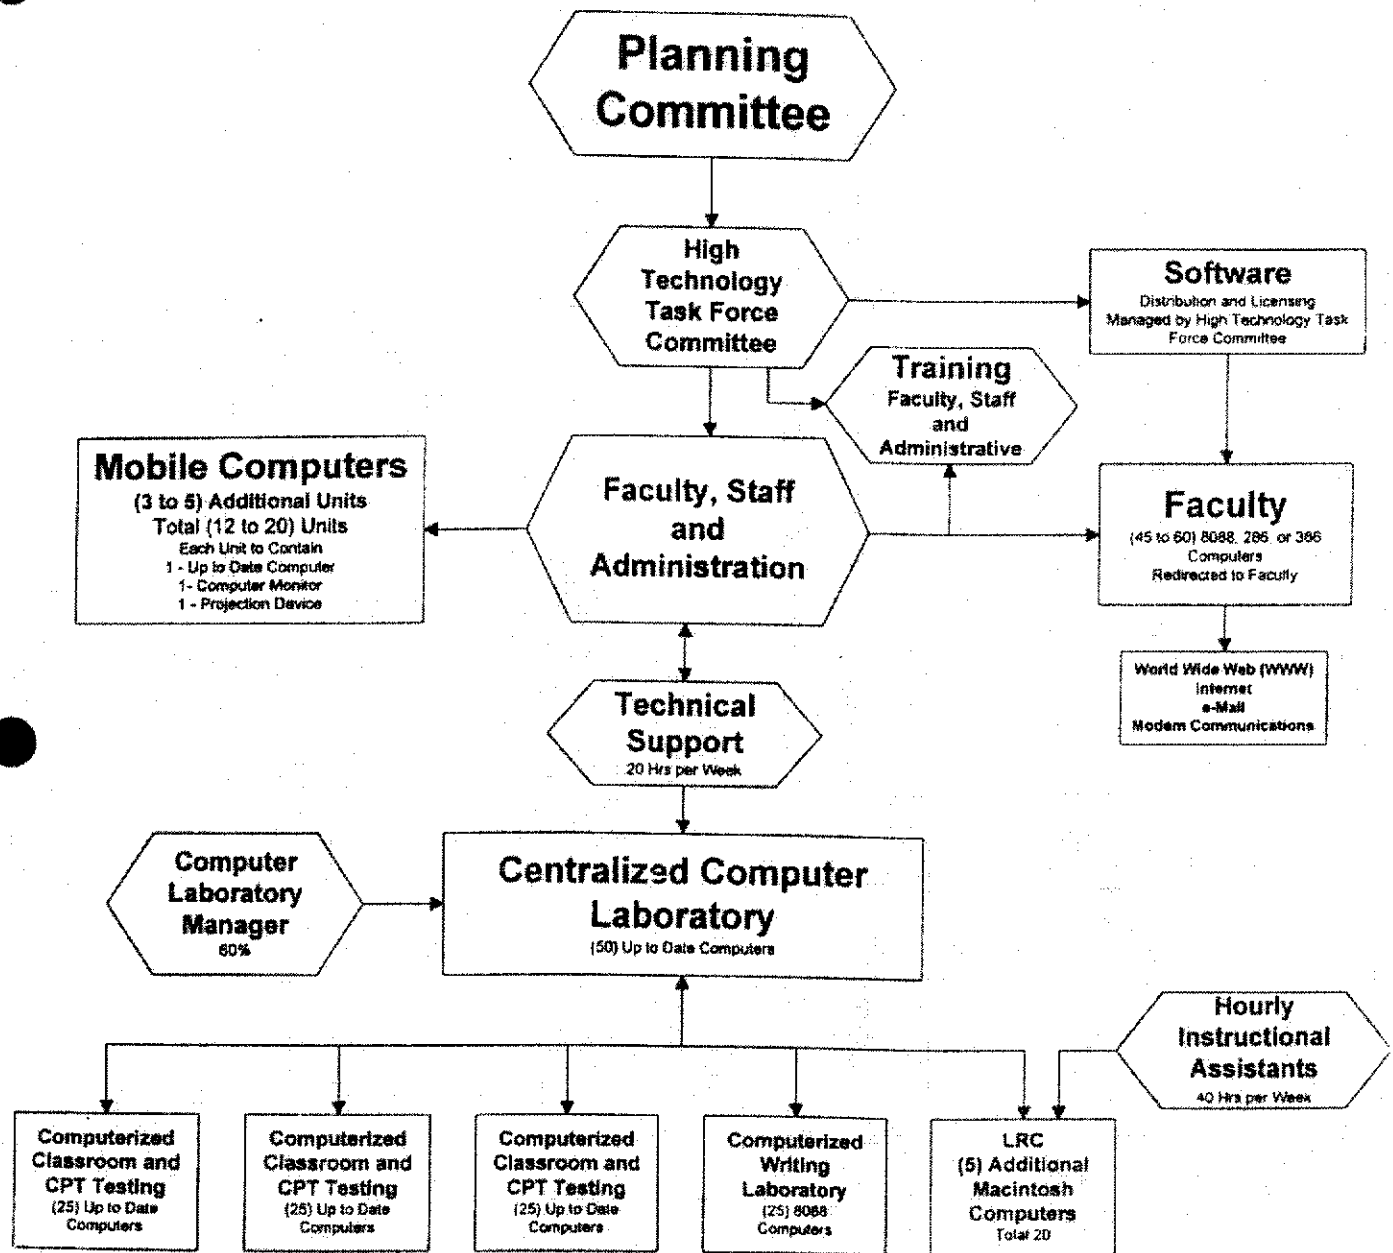 Planning
Committee
High
Technology
Task Force
Committee
Software
Distribution and Licensing
Managed by High Technology Task
Force Committee
Training
Faculty, Staff
and
Administrative
Mobile Computers
(3 to 5) Additional Units
Total (12 to 20) Units
Each Unit to Contain
1 - Up to Date Computer
1- Computer Monitor
1 - Projection Device
Faculty, Staff
and
Administration
Faculty
(45 to 60) 8088, 286, or 386
Computers
Redirected to Faculty
World Wide Web (WWW)
Internet
e-Mail
Modem Communications
Technical
Support
20 Hrs per Week
Computer
Laboratory
Manager
60%
Centralized Computer
Laboratory
(50) Up to Date Computers
Hourly
Instructional
Assistants
40 Hrs per Week
Computerized
Classroom and
CPT Testing
(25) Up to Date
Computers
Computerized
Classroom and
CPT Testing
(25) Up to Date
Computers
Computerized
Classroom and
CPT Testing
(25) Up to Date
Computers
Computerized
Writing
Laboratory
(25) 8088
Computers
LRC
(5) Additional
Macintosh
Computers
Total 20